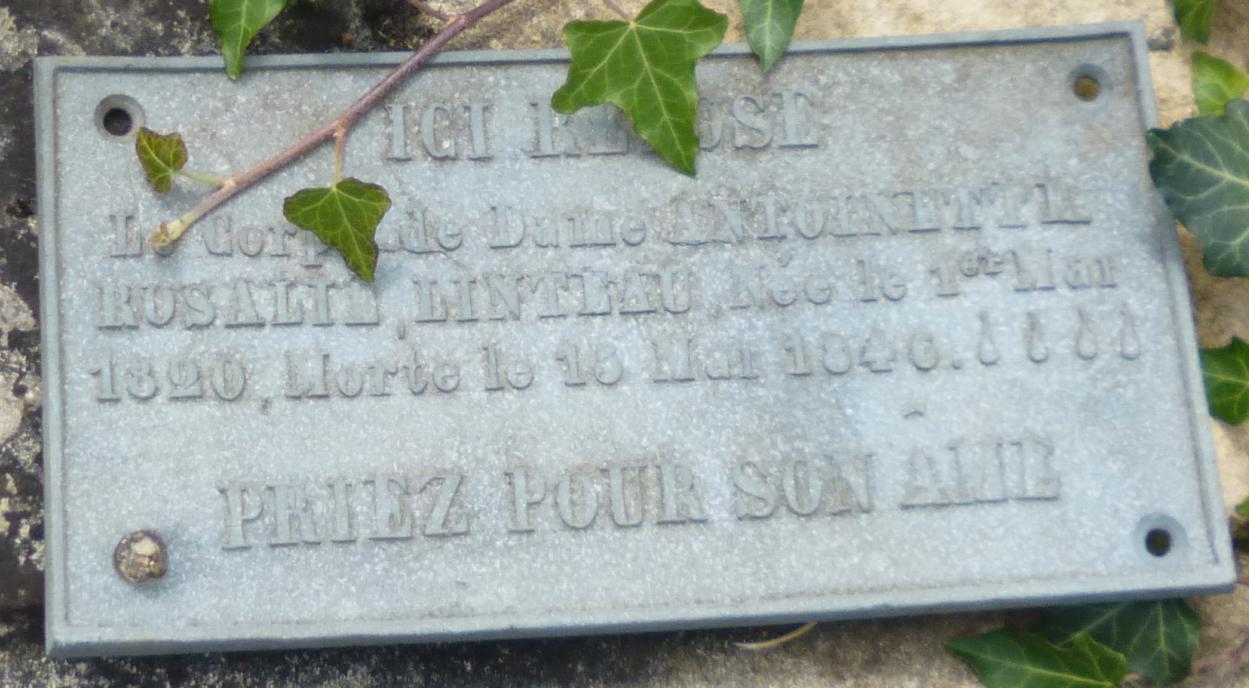 ICI REPOSE
Le Corps de Dame ANTOINETTE
ROSALIE LINTEAU Née le 1er Mai
1820, Morte le 15 Mai 1840.
PRIEZ POUR SON ÂME